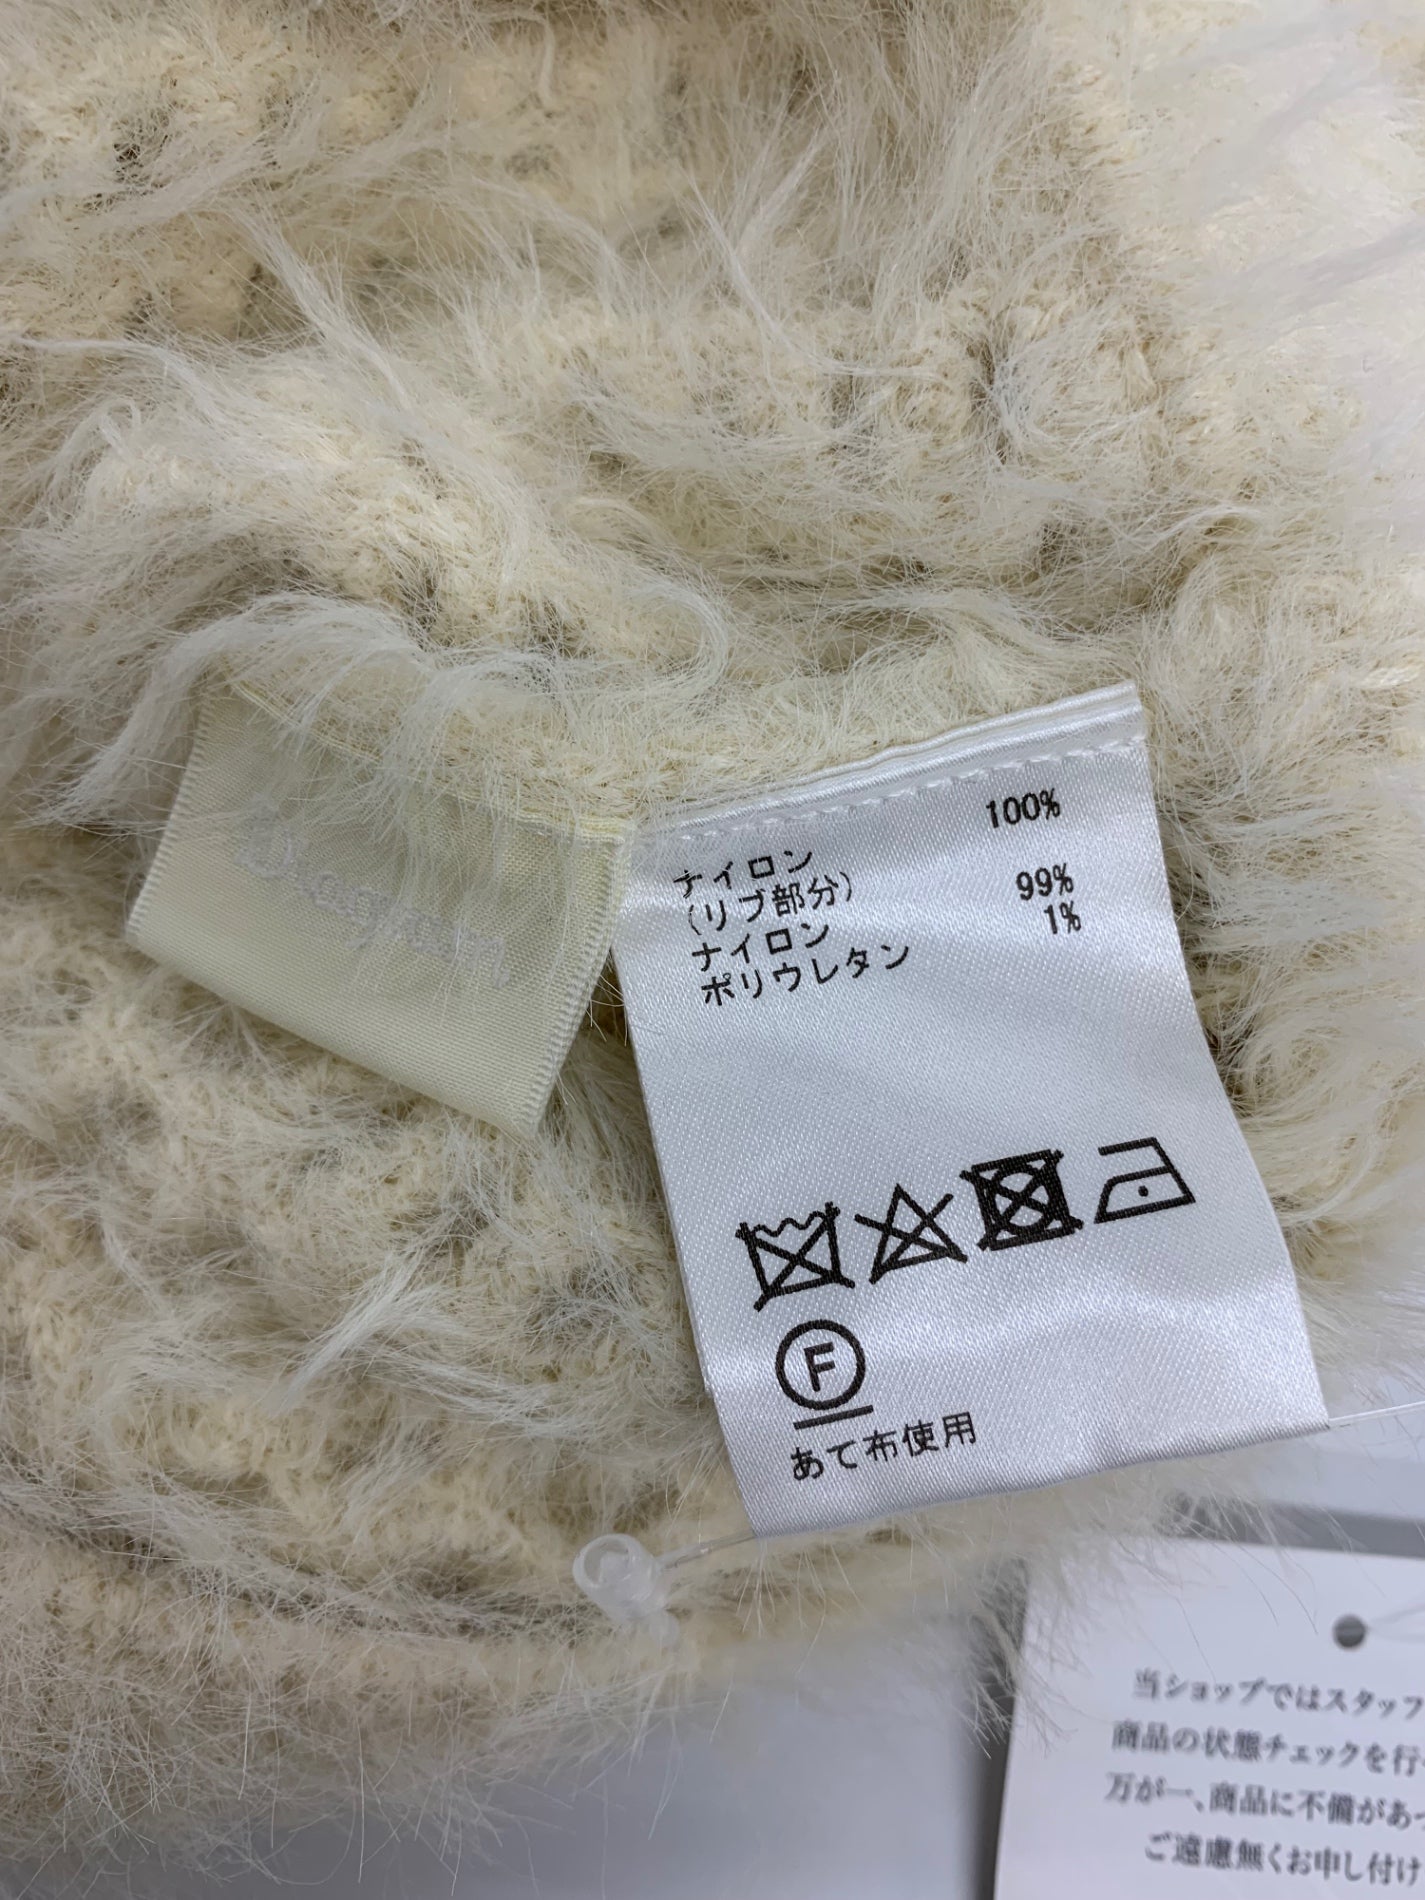 ナイロン 100%
(リブ部分)
ナイロン 99%
ポリウレタン 1%
F
あて布使用
当ショップではスタッフ
商品の状態チェックを行
万が一、商品に不備があっ
ご遠慮無くお申し付け